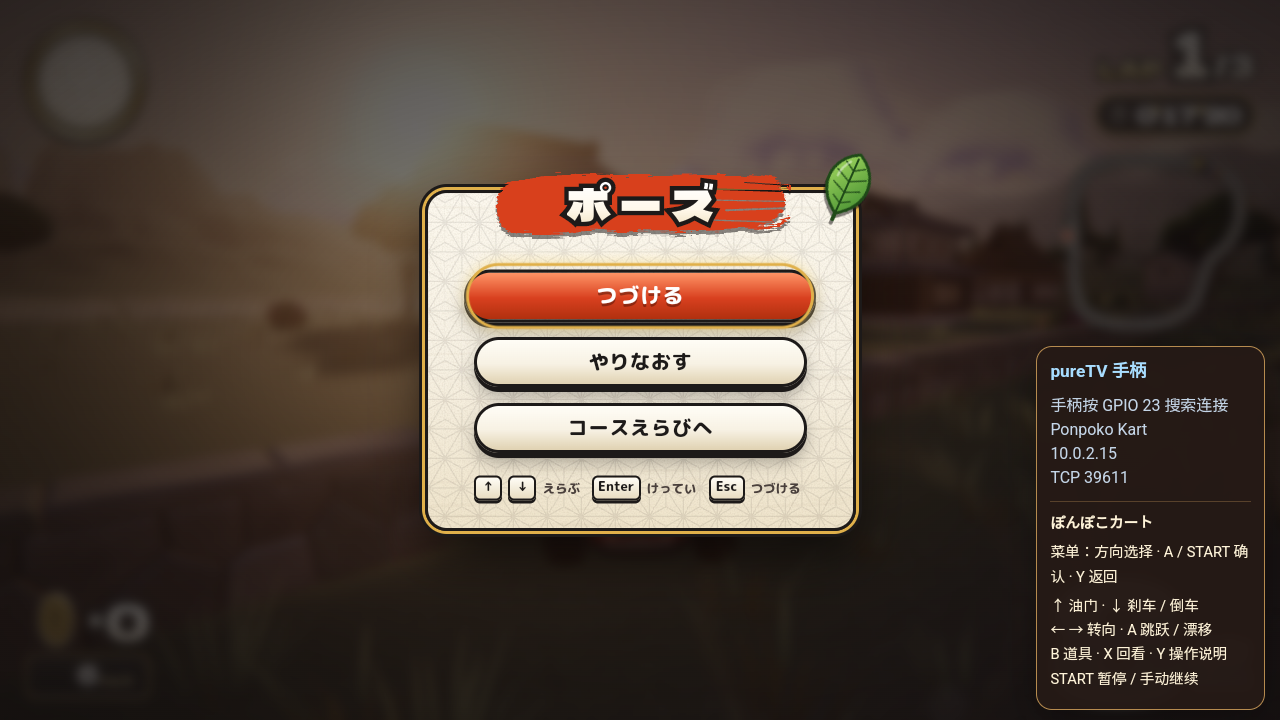 ポーズ
つづける
やりなおす
コースえらびへ
↑ ↓ えらぶ Enter けってい Esc つづける
1
pureTV 手柄
手柄按 GPIO 23 搜索连接
Ponpoko Kart
10.0.2.15
TCP 39611
ぽんぽこカート
菜单：方向选择 · A / START 确
认 · Y 返回
↑ 油门 · ↓ 刹车 / 倒车
← → 转向 · A 跳跃 / 漂移
B 道具 · X 回看 · Y 操作说明
START 暂停 / 手动继续